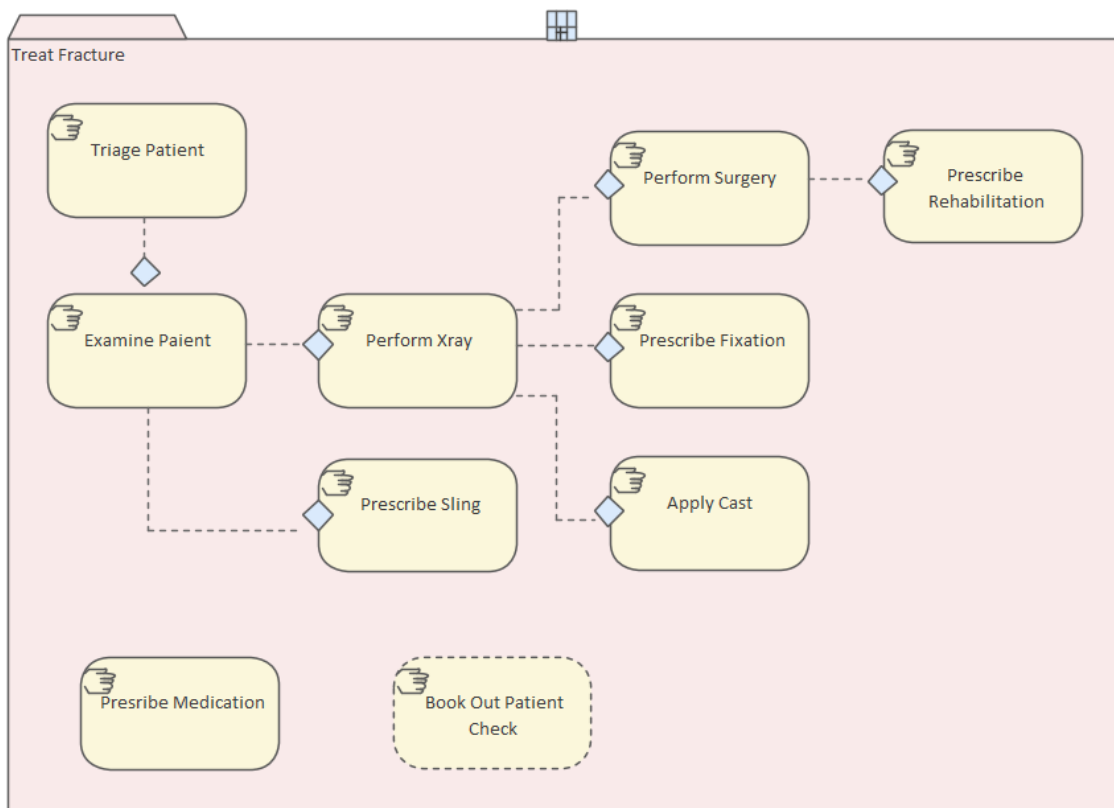 Treat Fracture
Triage Patient
Perform Surgery
Prescribe
Rehabilitation
Examine Paient
Perform Xray
Prescribe Fixation
Prescribe Sling
Apply Cast
Presribe Medication
Book Out Patient
Check